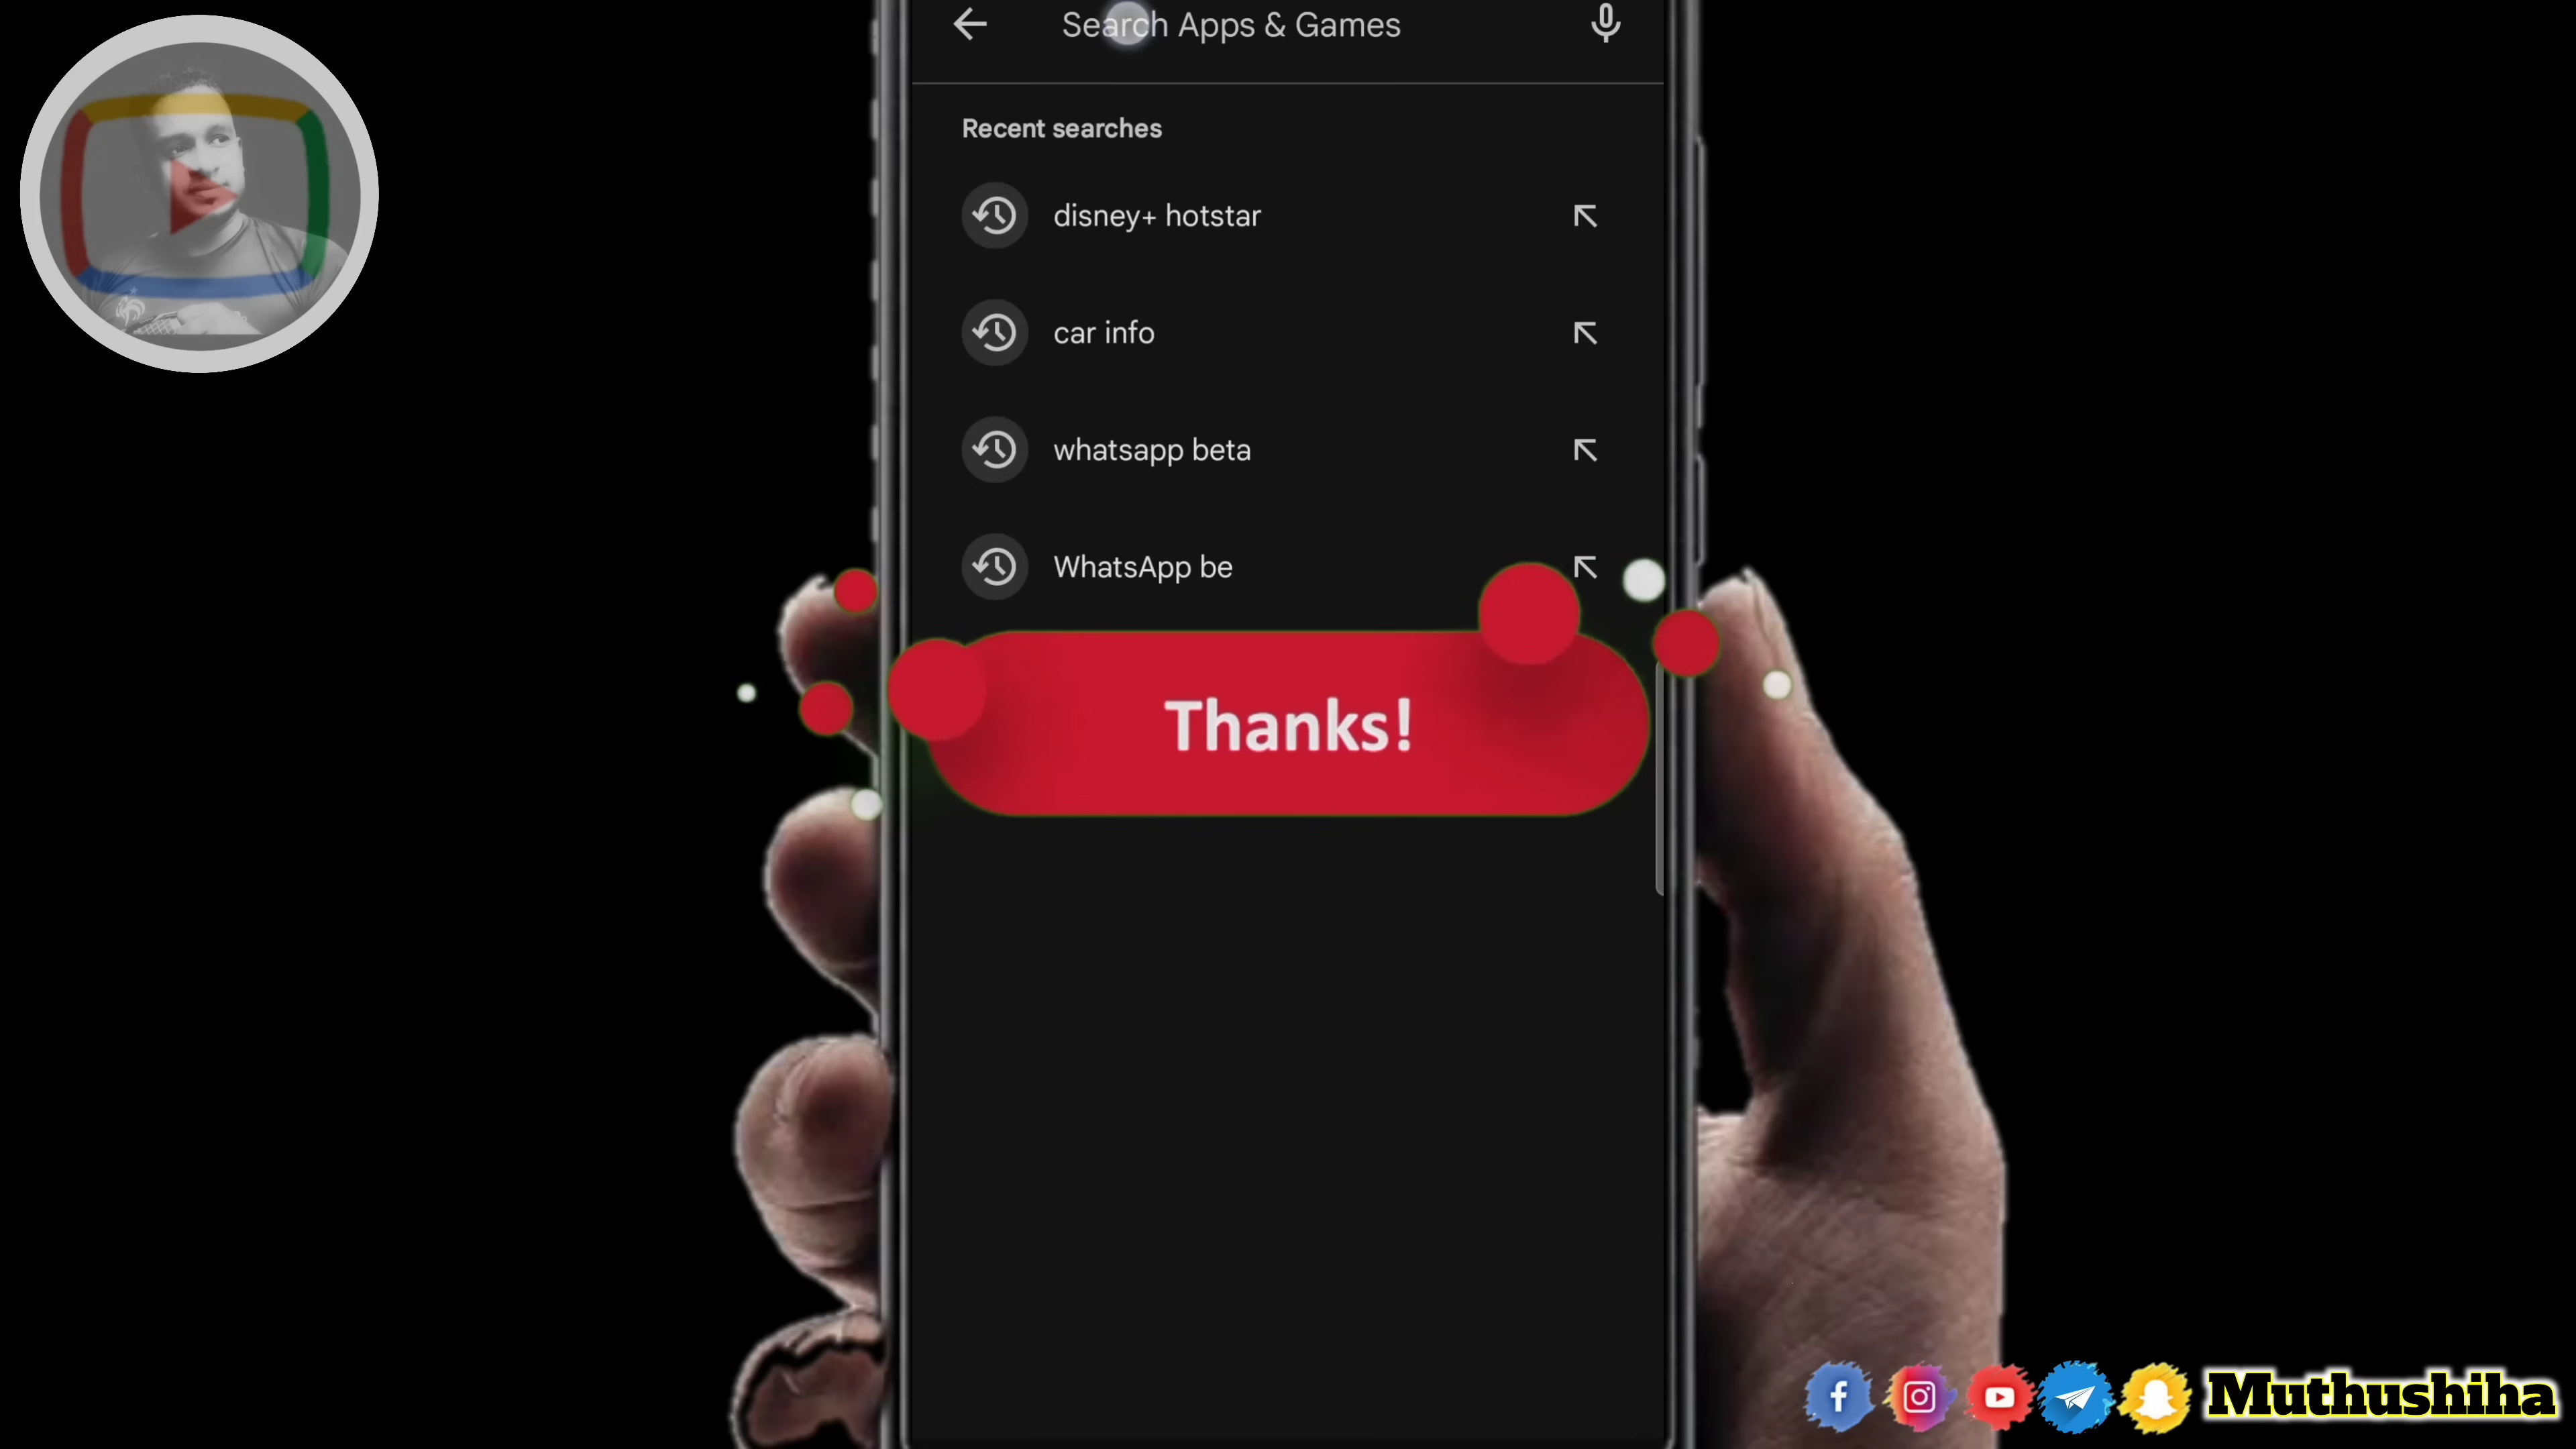 Search Apps & Games
Recent searches
disney+ hotstar
car info
whatsapp beta
WhatsApp be
Thanks!
Muthushiha